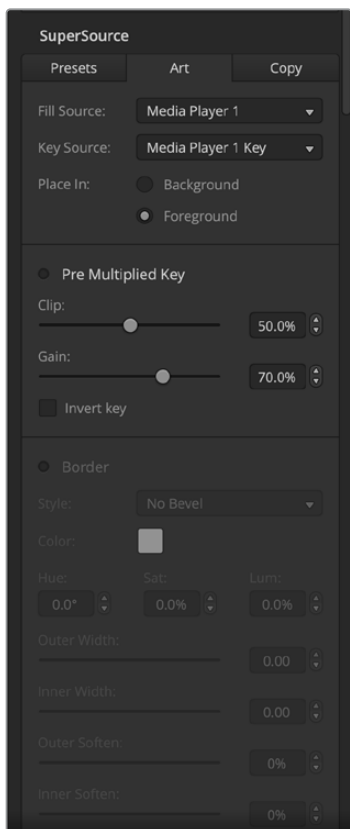 SuperSource
Presets Art Copy
Fill Source: Media Player 1
Key Source: Media Player 1 Key
Place In: Background
Foreground
Pre Multiplied Key
Clip:
50.0%
Gain:
70.0%
Invert key
Border
Style: No Bevel
Color:
Hue: Sat: Lum:
0.0° 0.0% 0.0%
Outer Width:
0.00
Inner Width:
0.00
Outer Soften:
0%
Inner Soften:
0%